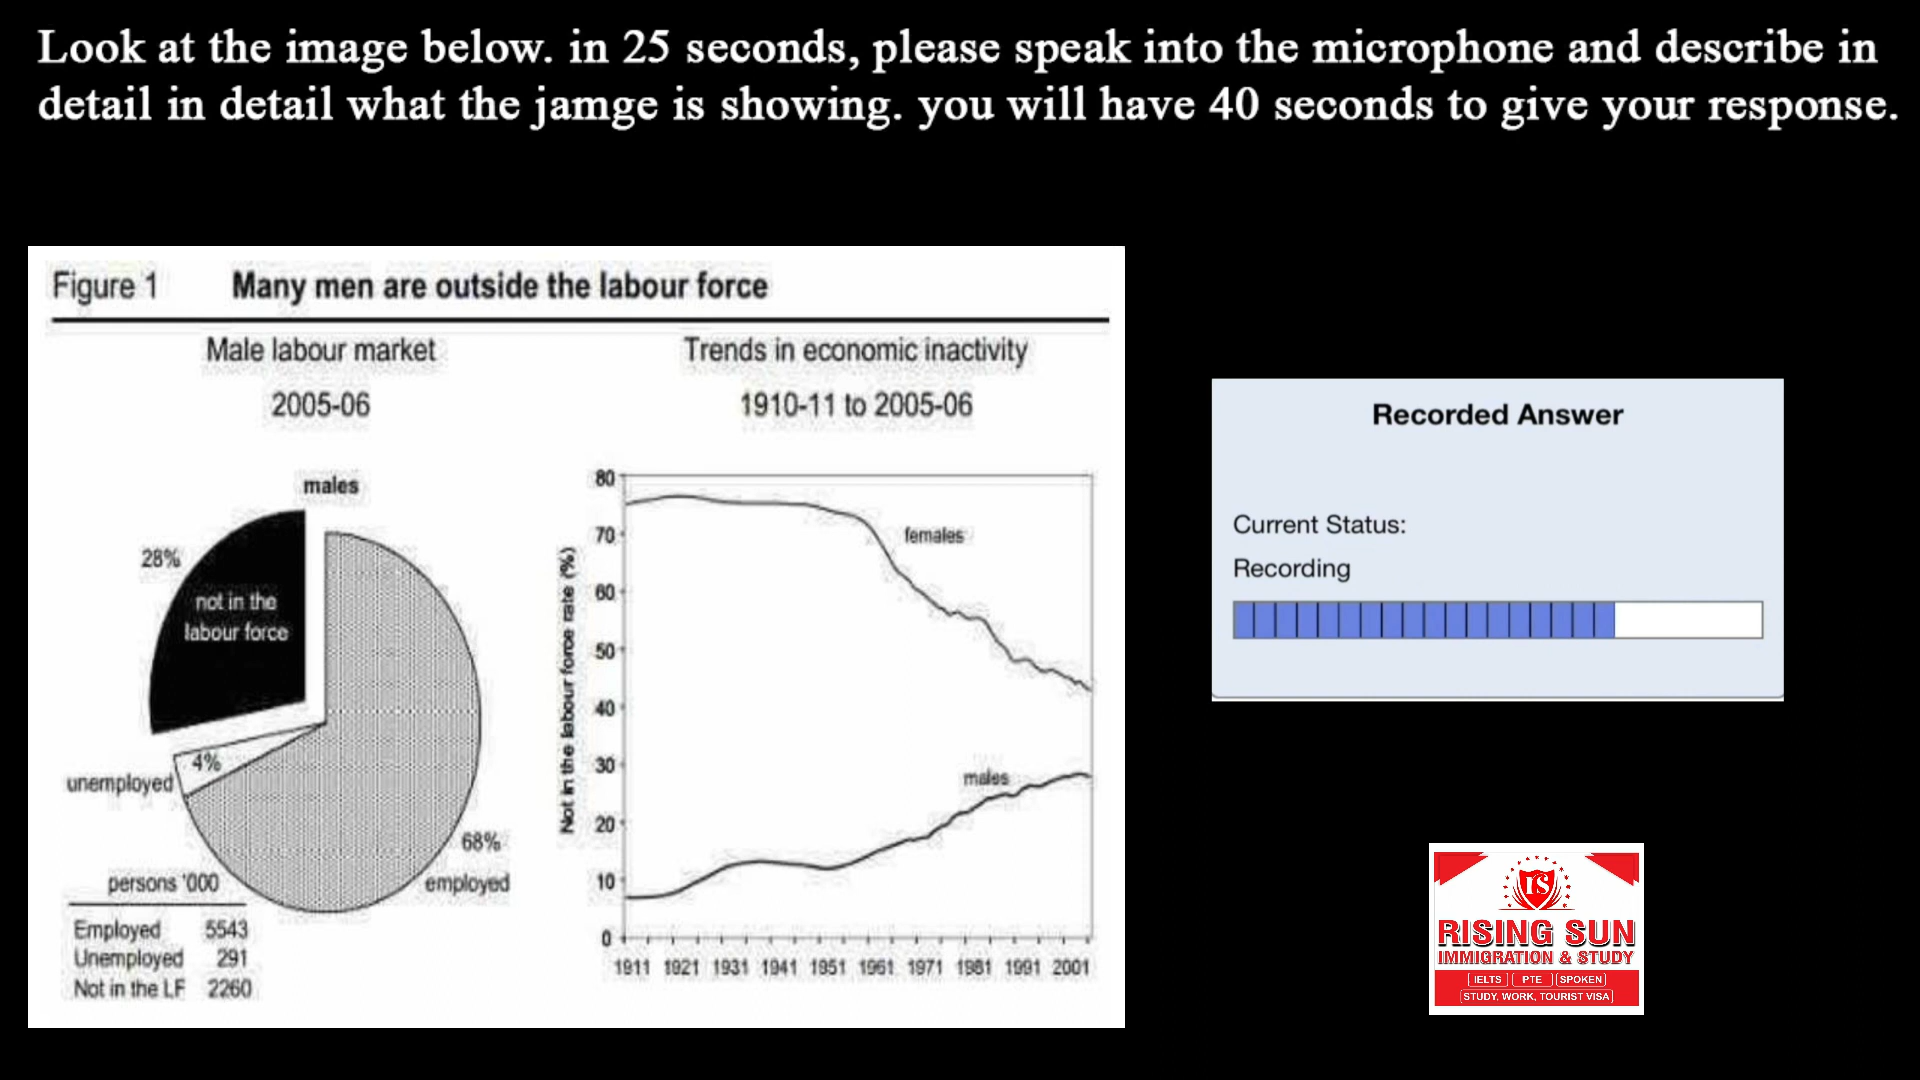 Look at the image below. in 25 seconds, please speak into the microphone and describe in
detail in detail what the jamge is showing. you will have 40 seconds to give your response.
Figure 1 Many men are outside the labour force
Male labour market
2005-06
males
28%
not in the
labour force
4%
unemployed
68%
employed
persons '000
Employed 5543
Unemployed 291
Not in the LF 2260
Trends in economic inactivity
1910-11 to 2005-06
Not in the labour force rate (%)
80
70
60
50
40
30
20
10
0
females
males
1911 1921 1931 1941 1951 1961 1971 1981 1991 2001
Recorded Answer
Current Status:
Recording
RS
RISING SUN
IMMIGRATION & STUDY
IELTS PTE SPOKEN
STUDY, WORK, TOURIST VISA